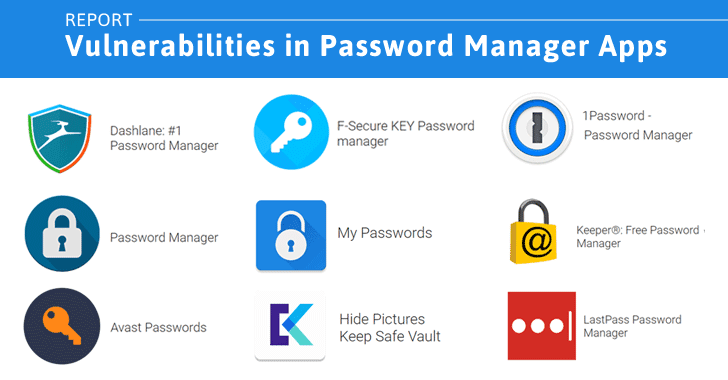 REPORT
Vulnerabilities in Password Manager Apps
Dashlane: #1
Password Manager
F-Secure KEY Password
manager
1Password -
Password Manager
Password Manager
My Passwords
@
Keeper®: Free Password ·
Manager
Avast Passwords
Hide Pictures
Keep Safe Vault
LastPass Password
Manager